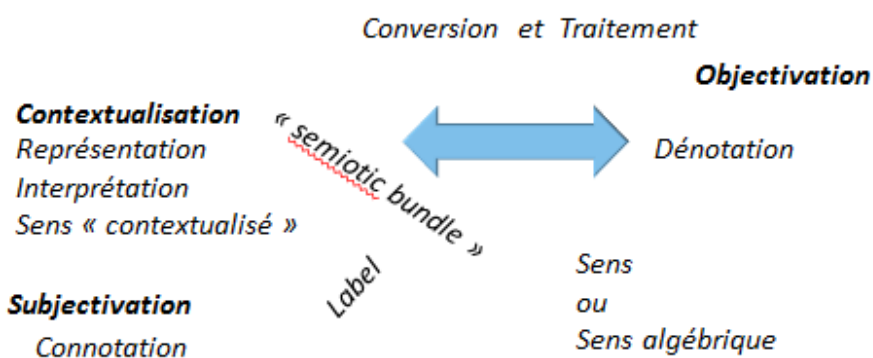 Conversion et Traitement
Objectivation
Contextualisation
Représentation
Interprétation
Sens « contextualisé »
« semiotic bundle »
Dénotation
Label
Sens
ou
Sens algébrique
Subjectivation
Connotation